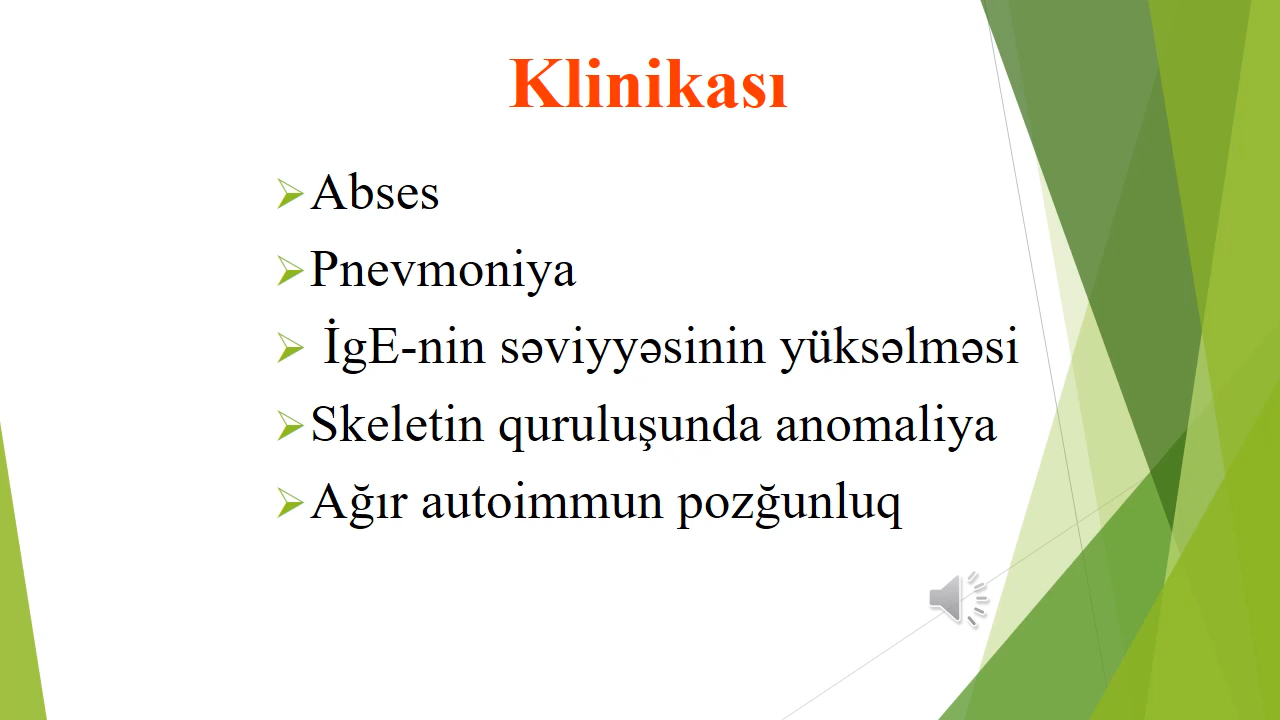 Klinikası
Abses
Pnevmoniya
İgE-nin səviyyəsinin yüksəlməsi
Skeletin quruluşunda anomaliya
Ağır autoimmun pozğunluq